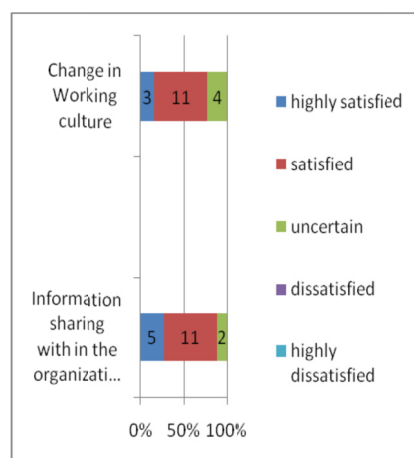 Change in
Working
culture
3 11 4
Information
sharing
with in the
organizati...
5 11 2
0% 50% 100%
highly satisfied
satisfied
uncertain
dissatisfied
highly
dissatisfied